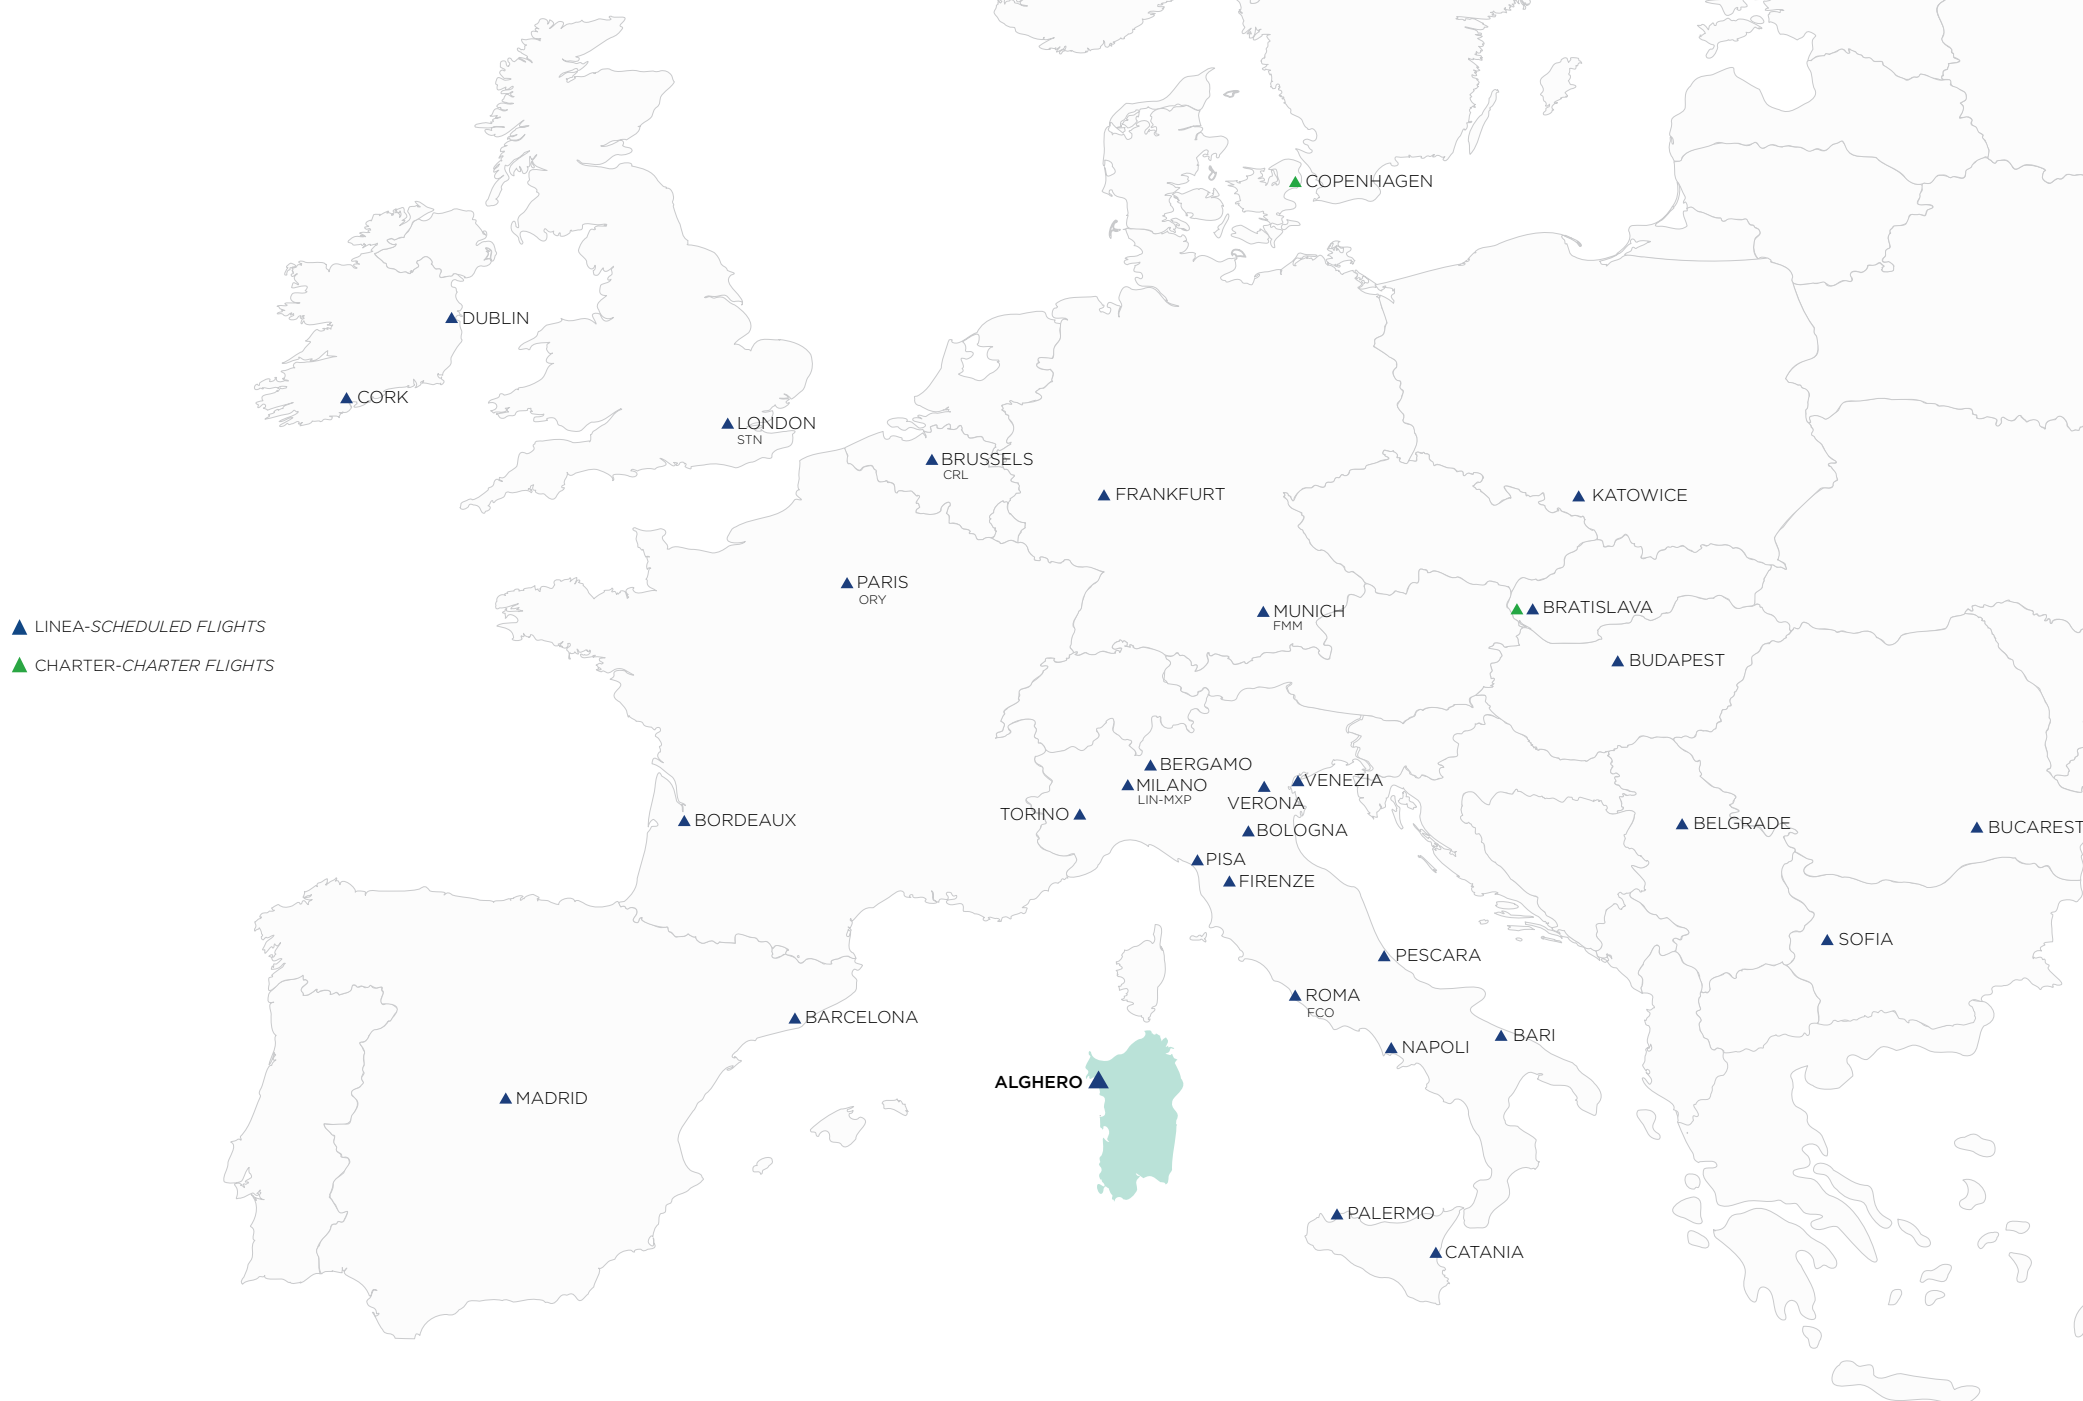 COPENHAGEN
DUBLIN
CORK
LONDON
STN
BRUSSELS
CRL
FRANKFURT
KATOWICE
PARIS
ORY
MUNICH
FMM
BRATISLAVA
LINEA-SCHEDULED FLIGHTS
CHARTER-CHARTER FLIGHTS
BUDAPEST
BERGAMO
MILANO
LIN-MXP
VENEZIA
VERONA
TORINO
BORDEAUX
BOLOGNA
BELGRADE
BUCAREST
PISA
FIRENZE
SOFIA
PESCARA
ROMA
FCO
BARCELONA
BARI
NAPOLI
ALGHERO
MADRID
PALERMO
CATANIA